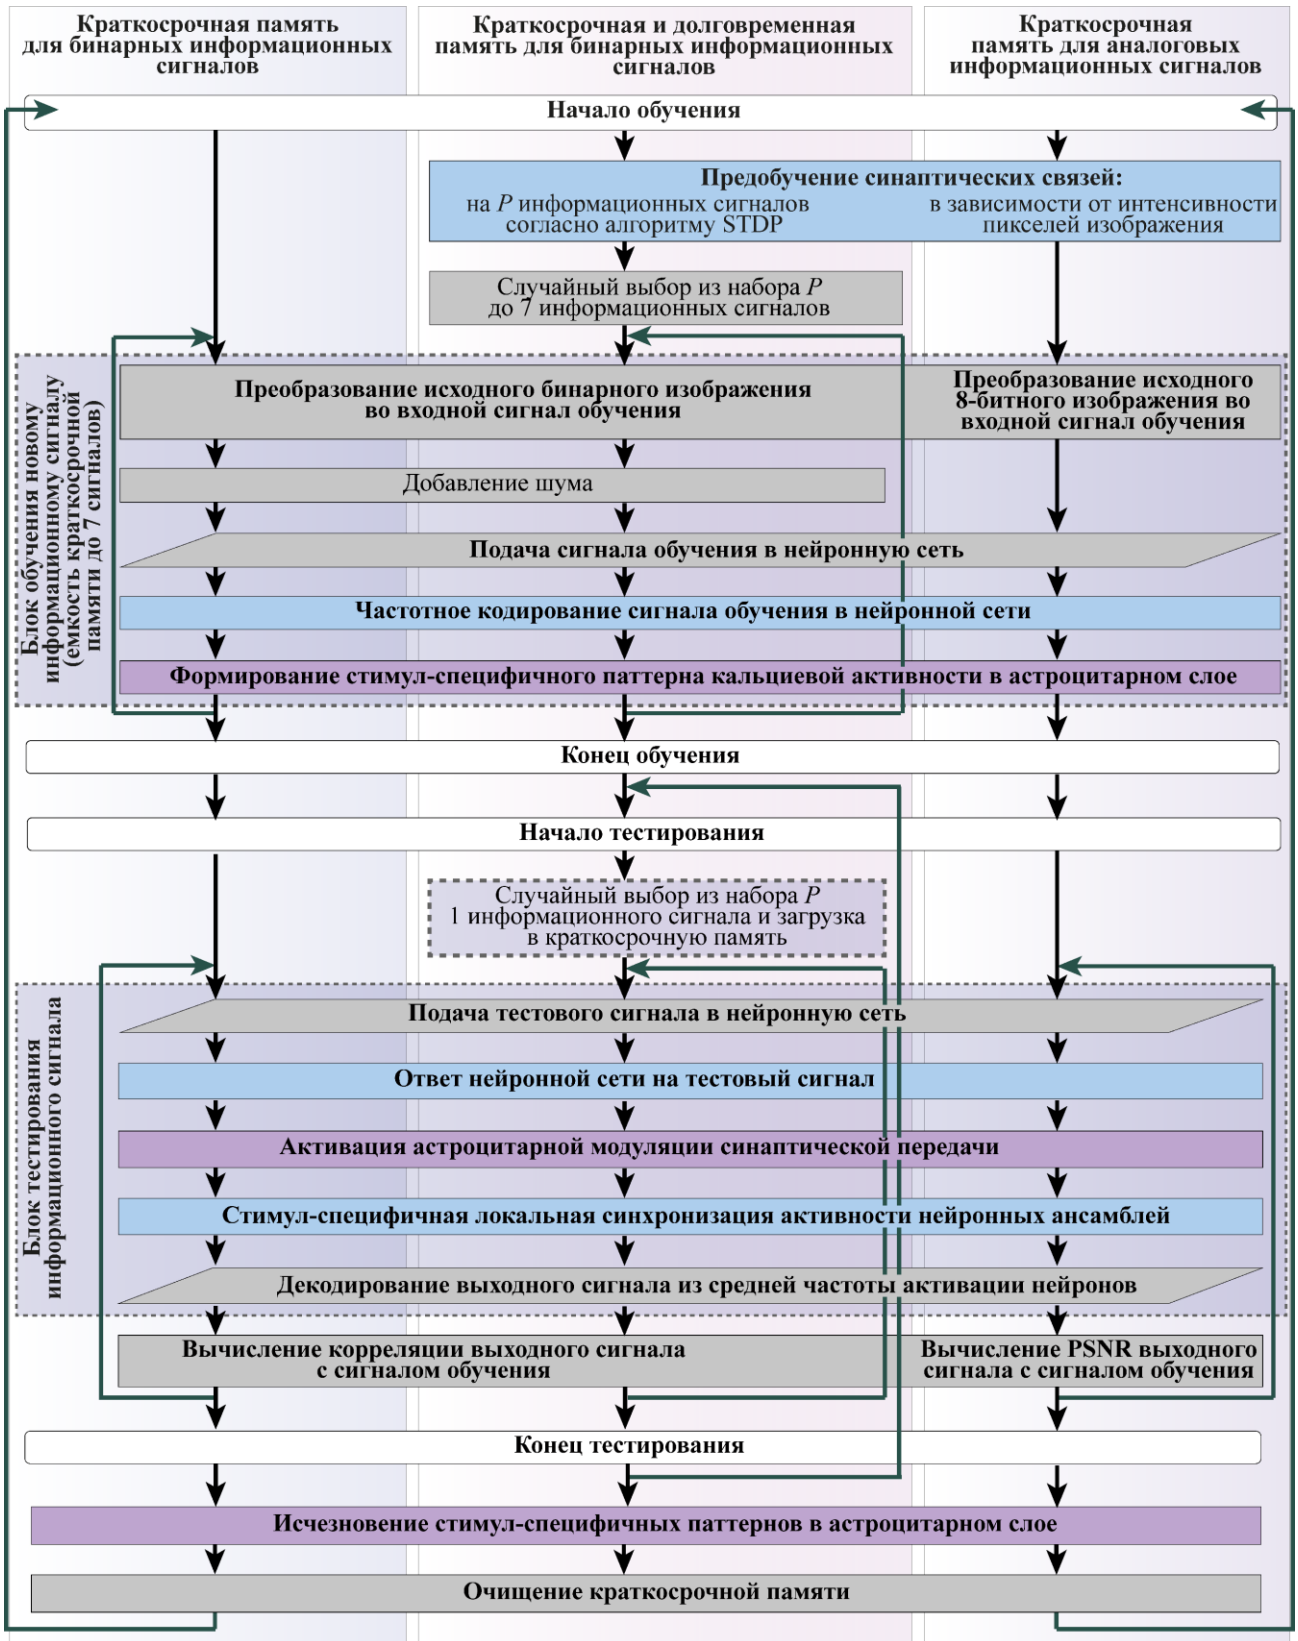 Краткосрочная память
для бинарных информационных
сигналов
Краткосрочная и долговременная
память для бинарных информационных
сигналов
Краткосрочная
память для аналоговых
информационных сигналов
Начало обучения
Предобучение синаптических связей:
на P информационных сигналов
согласно алгоритму STDP
в зависимости от интенсивности
пикселей изображения
Случайный выбор из набора P
до 7 информационных сигналов
Блок обучения новому
информационному сигналу
(емкость краткосрочной
памяти до 7 сигналов)
Преобразование исходного бинарного изображения
во входной сигнал обучения
Преобразование исходного
8-битного изображения во
входной сигнал обучения
Добавление шума
Подача сигнала обучения в нейронную сеть
Частотное кодирование сигнала обучения в нейронной сети
Формирование стимул-специфичного паттерна кальциевой активности в астроцитарном слое
Конец обучения
Начало тестирования
Случайный выбор из набора P
1 информационного сигнала и загрузка
в краткосрочную память
Блок тестирования
информационного сигнала
Подача тестового сигнала в нейронную сеть
Ответ нейронной сети на тестовый сигнал
Активация астроцитарной модуляции синаптической передачи
Стимул-специфичная локальная синхронизация активности нейронных ансамблей
Декодирование выходного сигнала из средней частоты активации нейронов
Вычисление корреляции выходного сигнала
с сигналом обучения
Вычисление PSNR выходного
сигнала с сигналом обучения
Конец тестирования
Исчезновение стимул-специфичных паттернов в астроцитарном слое
Очищение краткосрочной памяти